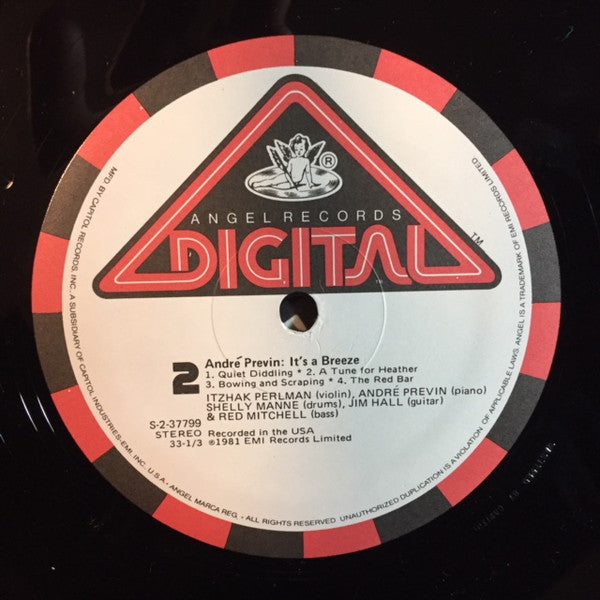 ®
ANGEL RECORDS
DIGITAL
™
2
André Previn: It's a Breeze
1. Quiet Diddling * 2. A Tune for Heather
3. Bowing and Scraping * 4. The Red Bar
ITZHAK PERLMAN (violin), ANDRÉ PREVIN (piano)
SHELLY MANNE (drums), JIM HALL (guitar)
& RED MITCHELL (bass)
S-2-37799
STEREO
33-1/3
Recorded in the USA
℗1981 EMI Records Limited
MFD. BY CAPITOL RECORDS, INC., A SUBSIDIARY OF CAPITOL INDUSTRIES-EMI, INC. U.S.A. • ANGEL MARCA REG. • ALL RIGHTS RESERVED. UNAUTHORIZED DUPLICATION IS A VIOLATION OF APPLICABLE LAWS. ANGEL IS A TRADEMARK OF EMI RECORDS LIMITED